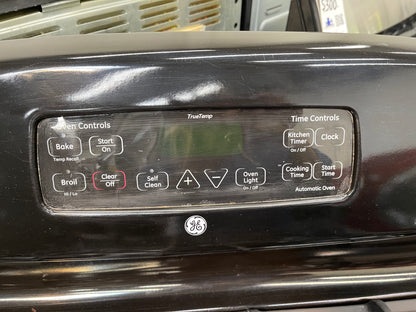 $300
TrueTemp
Oven Controls
Time Controls
Bake
Start
On
Temp Recall
Kitchen
Timer
On / Off
Clock
Broil
Hi / Lo
Clear
Off
Self
Clean
Oven
Light
On / Off
Cooking
Time
Start
Time
Automatic Oven
GE